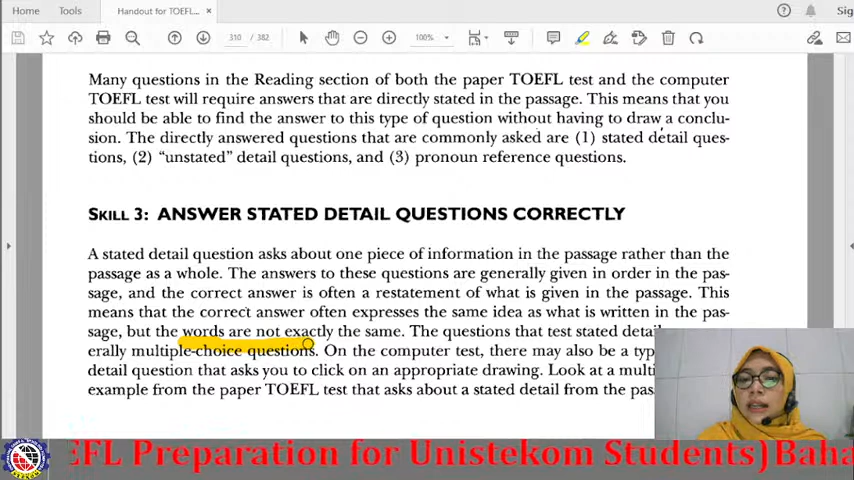 Home
Tools
Handout for TOEFL... ×
Sig
310 / 382
100%
Many questions in the Reading section of both the paper TOEFL test and the computer
TOEFL test will require answers that are directly stated in the passage. This means that you
should be able to find the answer to this type of question without having to draw a conclu-
sion. The directly answered questions that are commonly asked are (1) stated detail ques-
tions, (2) "unstated" detail questions, and (3) pronoun reference questions.
SKILL 3: ANSWER STATED DETAIL QUESTIONS CORRECTLY
A stated detail question asks about one piece of information in the passage rather than the
passage as a whole. The answers to these questions are generally given in order in the pas-
sage, and the correct answer is often a restatement of what is given in the passage. This
means that the correct answer often expresses the same idea as what is written in the pas-
sage, but the words are not exactly the same. The questions that test stated detail
erally multiple-choice questions. On the computer test, there may also be a typ
detail question that asks you to click on an appropriate drawing. Look at a multi
example from the paper TOEFL test that asks about a stated detail from the pas
EFL Preparation for Unistekom Students)Baha